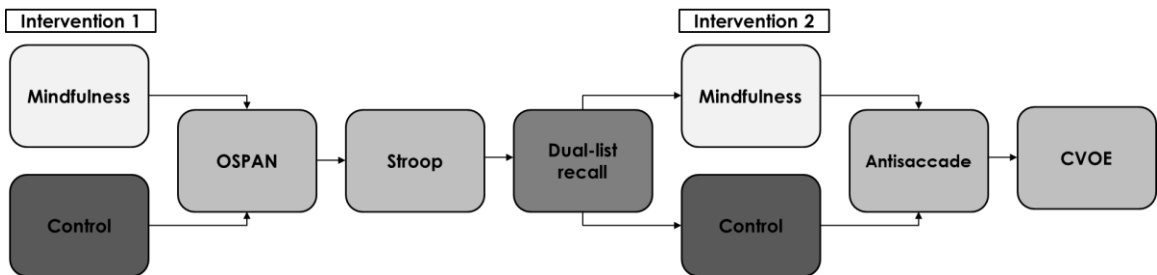 Intervention 1
Mindfulness
Control
OSPAN
Stroop
Dual-list
recall
Intervention 2
Mindfulness
Control
Antisaccade
CVOE